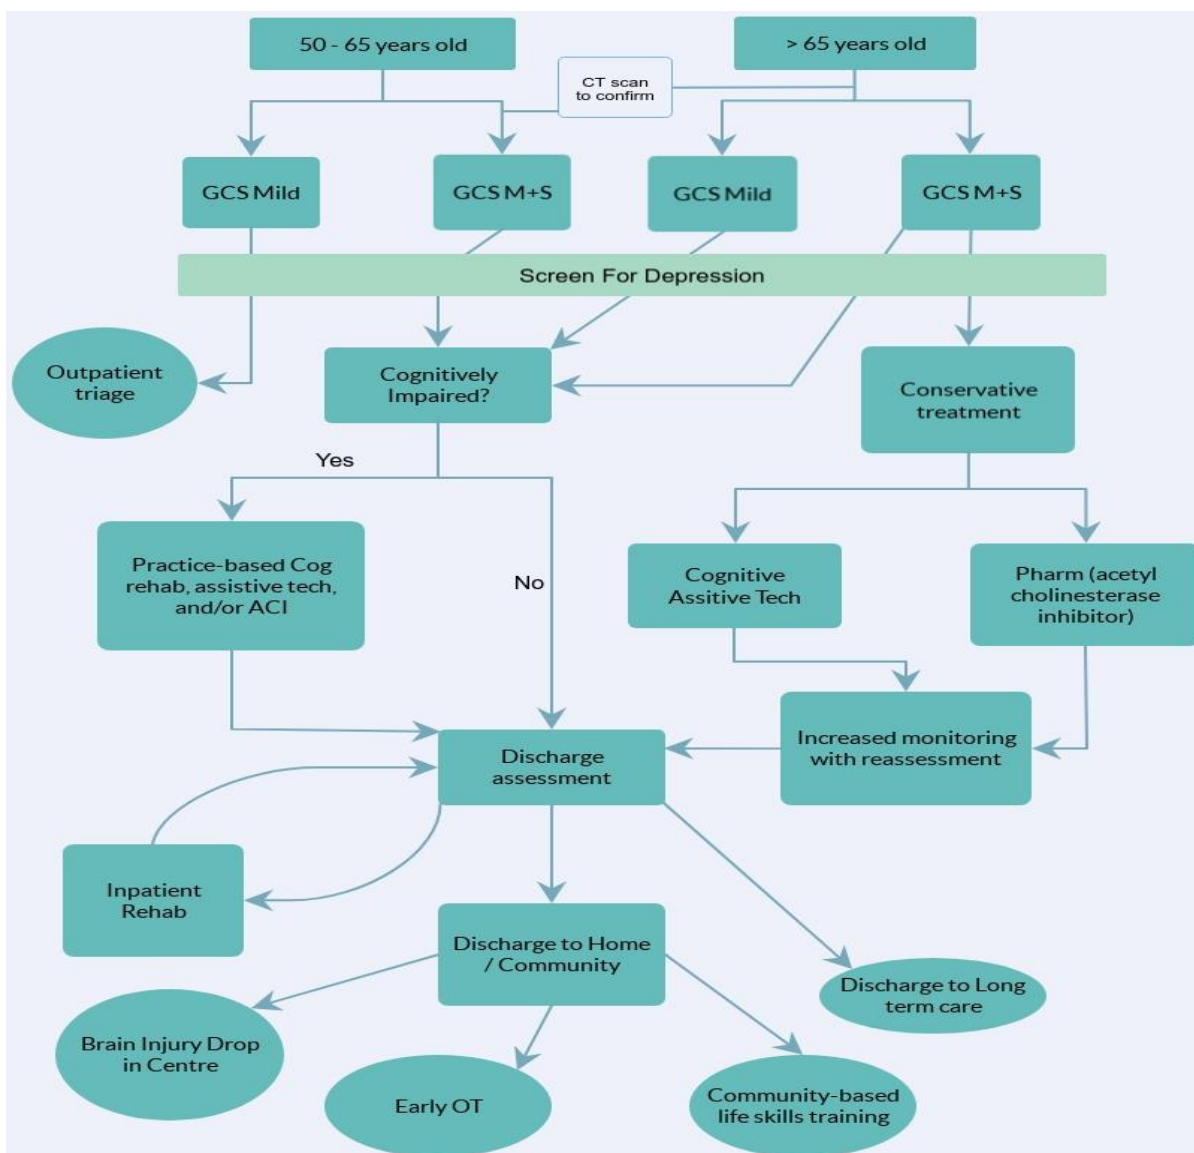 50 - 65 years old
> 65 years old
CT scan
to confirm
GCS Mild
GCS M+S
GCS Mild
GCS M+S
Screen For Depression
Outpatient
triage
Cognitively
Impaired?
Conservative
treatment
Yes
No
Practice-based Cog
rehab, assistive tech,
and/or ACI
Cognitive
Assitive Tech
Pharm (acetyl
cholinesterase
inhibitor)
Discharge
assessment
Increased monitoring
with reassessment
Inpatient
Rehab
Discharge to Home
/ Community
Discharge to Long
term care
Brain Injury Drop
in Centre
Early OT
Community-based
life skills training